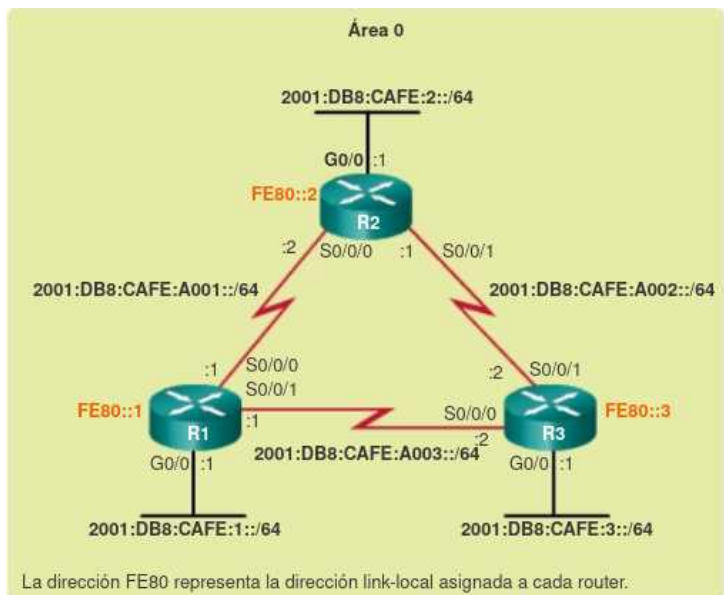 Área 0
2001:DB8:CAFE:2::/64
G0/0 :1
FE80::2
R2
:2 S0/0/0 :1 S0/0/1
2001:DB8:CAFE:A001::/64
2001:DB8:CAFE:A002::/64
:1 S0/0/0
:2 S0/0/1
S0/0/1
FE80::1
R1
:1
S0/0/0
:2
R3
FE80::3
2001:DB8:CAFE:A003::/64
G0/0 :1
G0/0 :1
2001:DB8:CAFE:1::/64
2001:DB8:CAFE:3::/64
La dirección FE80 representa la dirección link-local asignada a cada router.